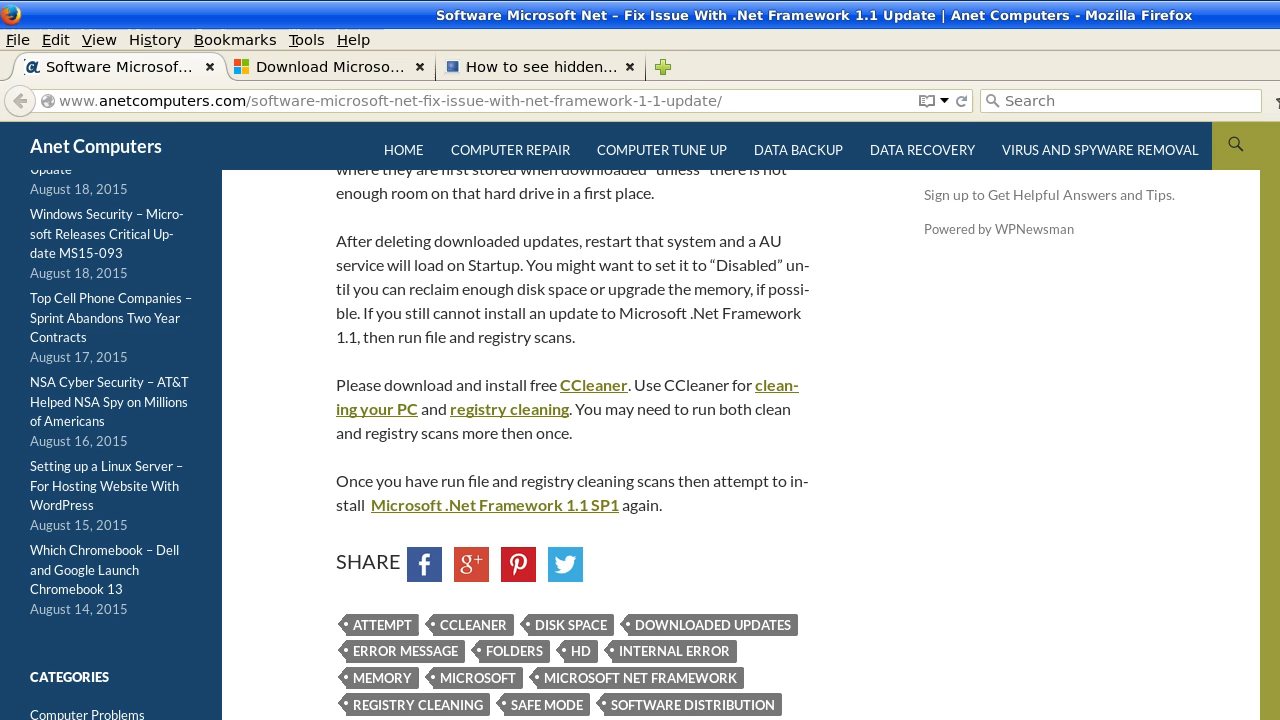 Software Microsoft Net – Fix Issue With .Net Framework 1.1 Update | Anet Computers - Mozilla Firefox
File Edit View History Bookmarks Tools Help
Software Microsof... Download Microso... How to see hidden...
www.anetcomputers.com/software-microsoft-net-fix-issue-with-net-framework-1-1-update/
Search
Anet Computers
HOME COMPUTER REPAIR COMPUTER TUNE UP DATA BACKUP DATA RECOVERY VIRUS AND SPYWARE REMOVAL
Update
August 18, 2015
Windows Security – Micro-
soft Releases Critical Up-
date MS15-093
August 18, 2015
Top Cell Phone Companies –
Sprint Abandons Two Year
Contracts
August 17, 2015
NSA Cyber Security – AT&T
Helped NSA Spy on Millions
of Americans
August 16, 2015
Setting up a Linux Server –
For Hosting Website With
WordPress
August 15, 2015
Which Chromebook – Dell
and Google Launch
Chromebook 13
August 14, 2015
CATEGORIES
Computer Problems
where they are first stored when downloaded "unless" there is not
enough room on that hard drive in a first place.
After deleting downloaded updates, restart that system and a AU
service will load on Startup. You might want to set it to “Disabled” un-
til you can reclaim enough disk space or upgrade the memory, if possi-
ble. If you still cannot install an update to Microsoft .Net Framework
1.1, then run file and registry scans.
Please download and install free CCleaner. Use CCleaner for clean-
ing your PC and registry cleaning. You may need to run both clean
and registry scans more then once.
Once you have run file and registry cleaning scans then attempt to in-
stall Microsoft .Net Framework 1.1 SP1 again.
SHARE
ATTEMPT CCLEANER DISK SPACE DOWNLOADED UPDATES
ERROR MESSAGE FOLDERS HD INTERNAL ERROR
MEMORY MICROSOFT MICROSOFT NET FRAMEWORK
REGISTRY CLEANING SAFE MODE SOFTWARE DISTRIBUTION
Sign up to Get Helpful Answers and Tips.
Powered by WPNewsman